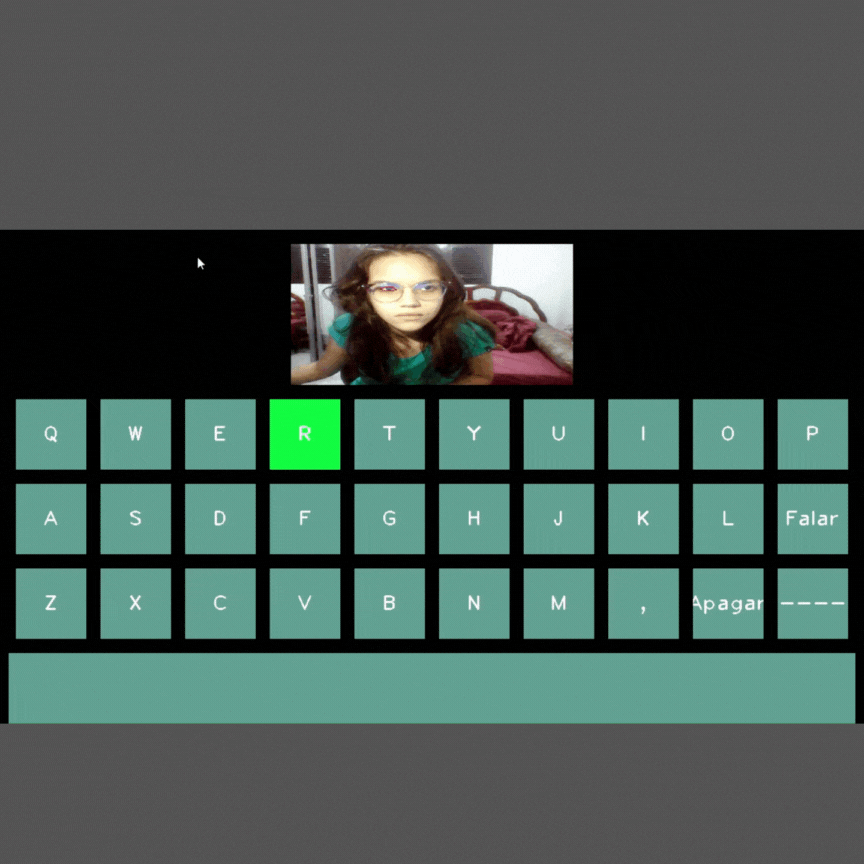 Q W E R T Y U I O P
A S D F G H J K L Falar
Z X C V B N M , Apagar ----